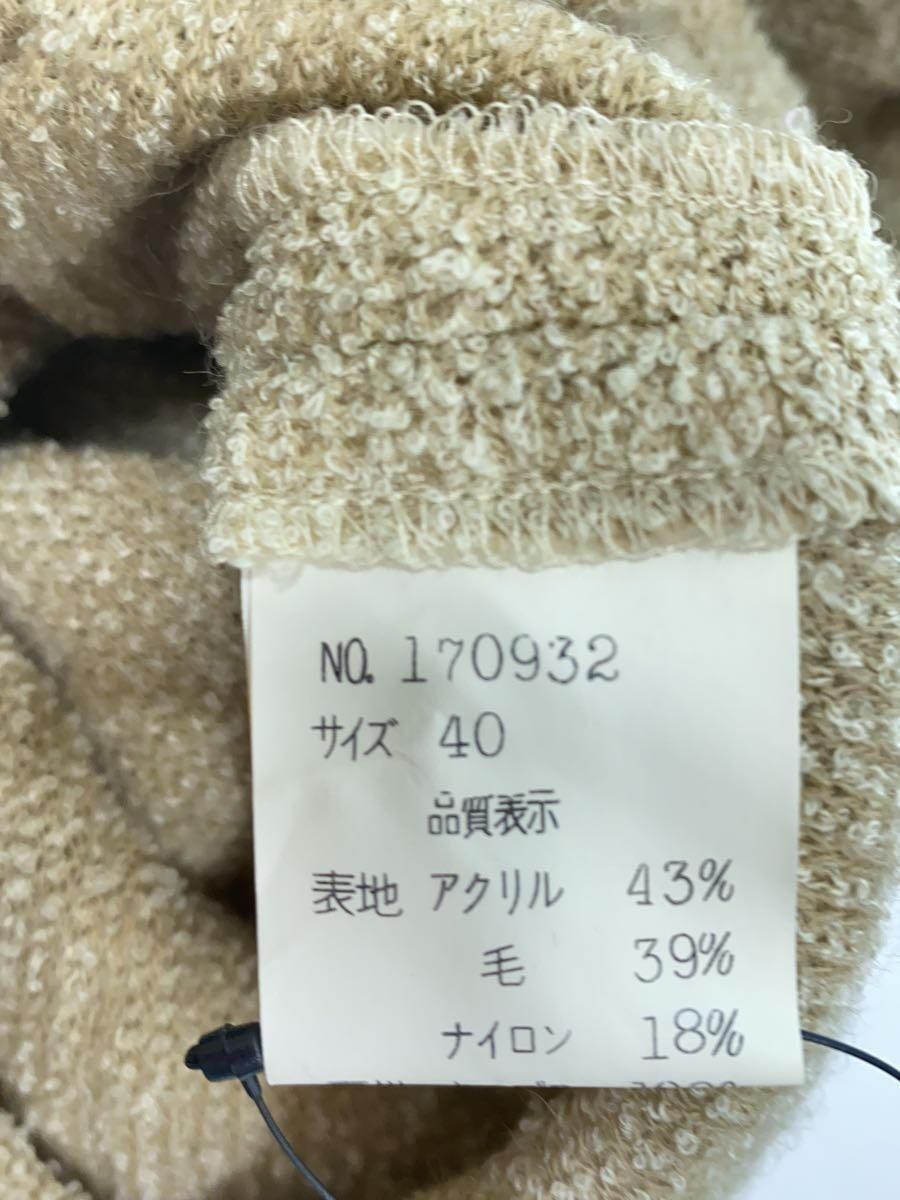 NO. 170932
サイズ 40
品質表示
表地 アクリル 43%
毛 39%
ナイロン 18%